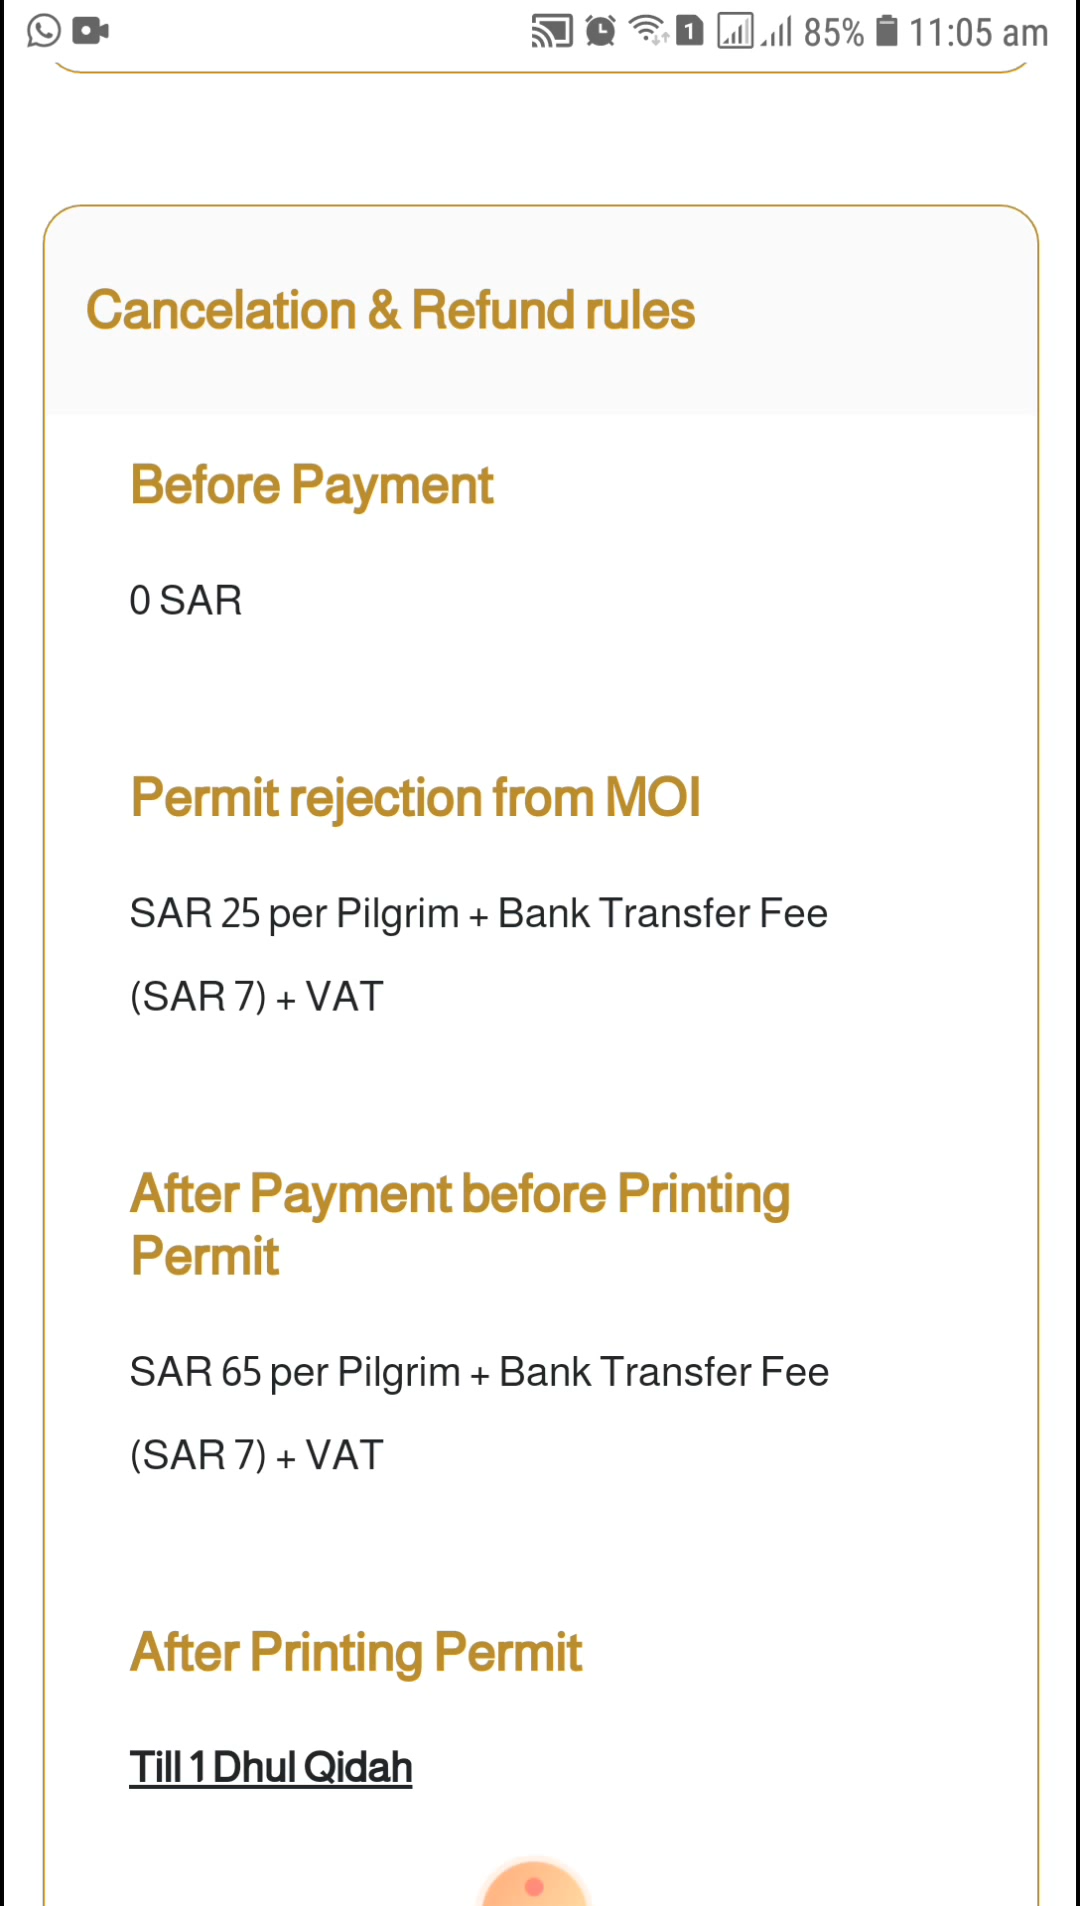 1 85% 11:05 am
Cancelation & Refund rules
Before Payment
0 SAR
Permit rejection from MOI
SAR 25 per Pilgrim + Bank Transfer Fee
(SAR 7) + VAT
After Payment before Printing
Permit
SAR 65 per Pilgrim + Bank Transfer Fee
(SAR 7) + VAT
After Printing Permit
Till 1 Dhul Qidah